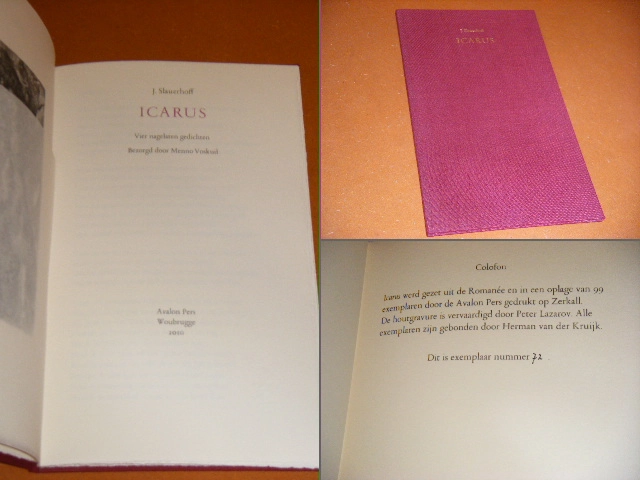 J. Slauerhoff
ICARUS
Vier nagelaten gedichten
Bezorgd door Menno Voskuil
Avalon Pers
Woubrugge
ICARUS
Colofon
Icarus werd gezet uit de Romanée en in een oplage van 99
exemplaren door de Avalon Pers gedrukt op Zerkall.
De houtgravure is vervaardigd door Peter Lazarov. Alle
exemplaren zijn gebonden door Herman van der Kruijk.
Dit is exemplaar nummer 72.